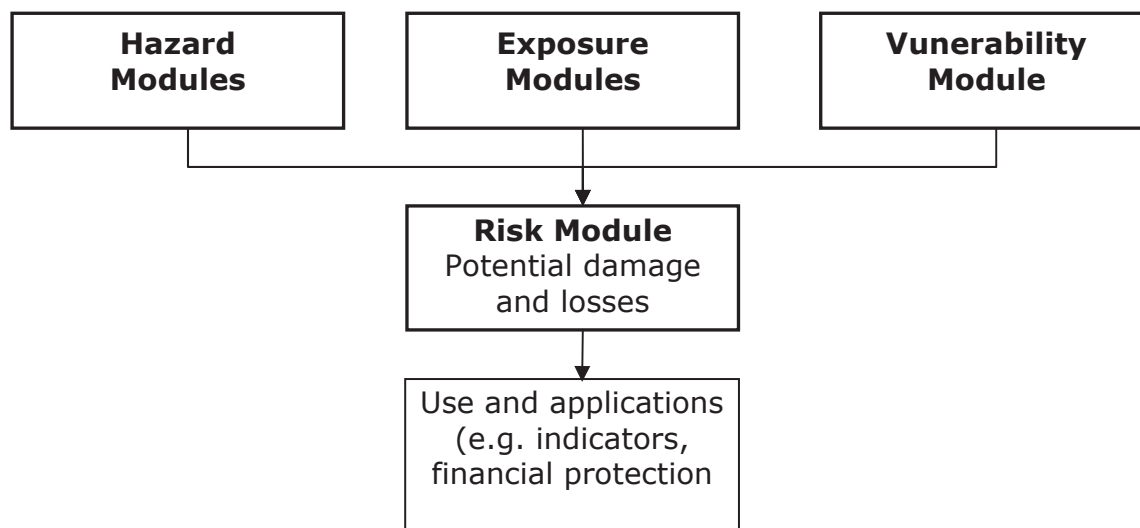 Hazard
Modules
Exposure
Modules
Vunerability
Module
Risk Module
Potential damage
and losses
Use and applications
(e.g. indicators,
financial protection